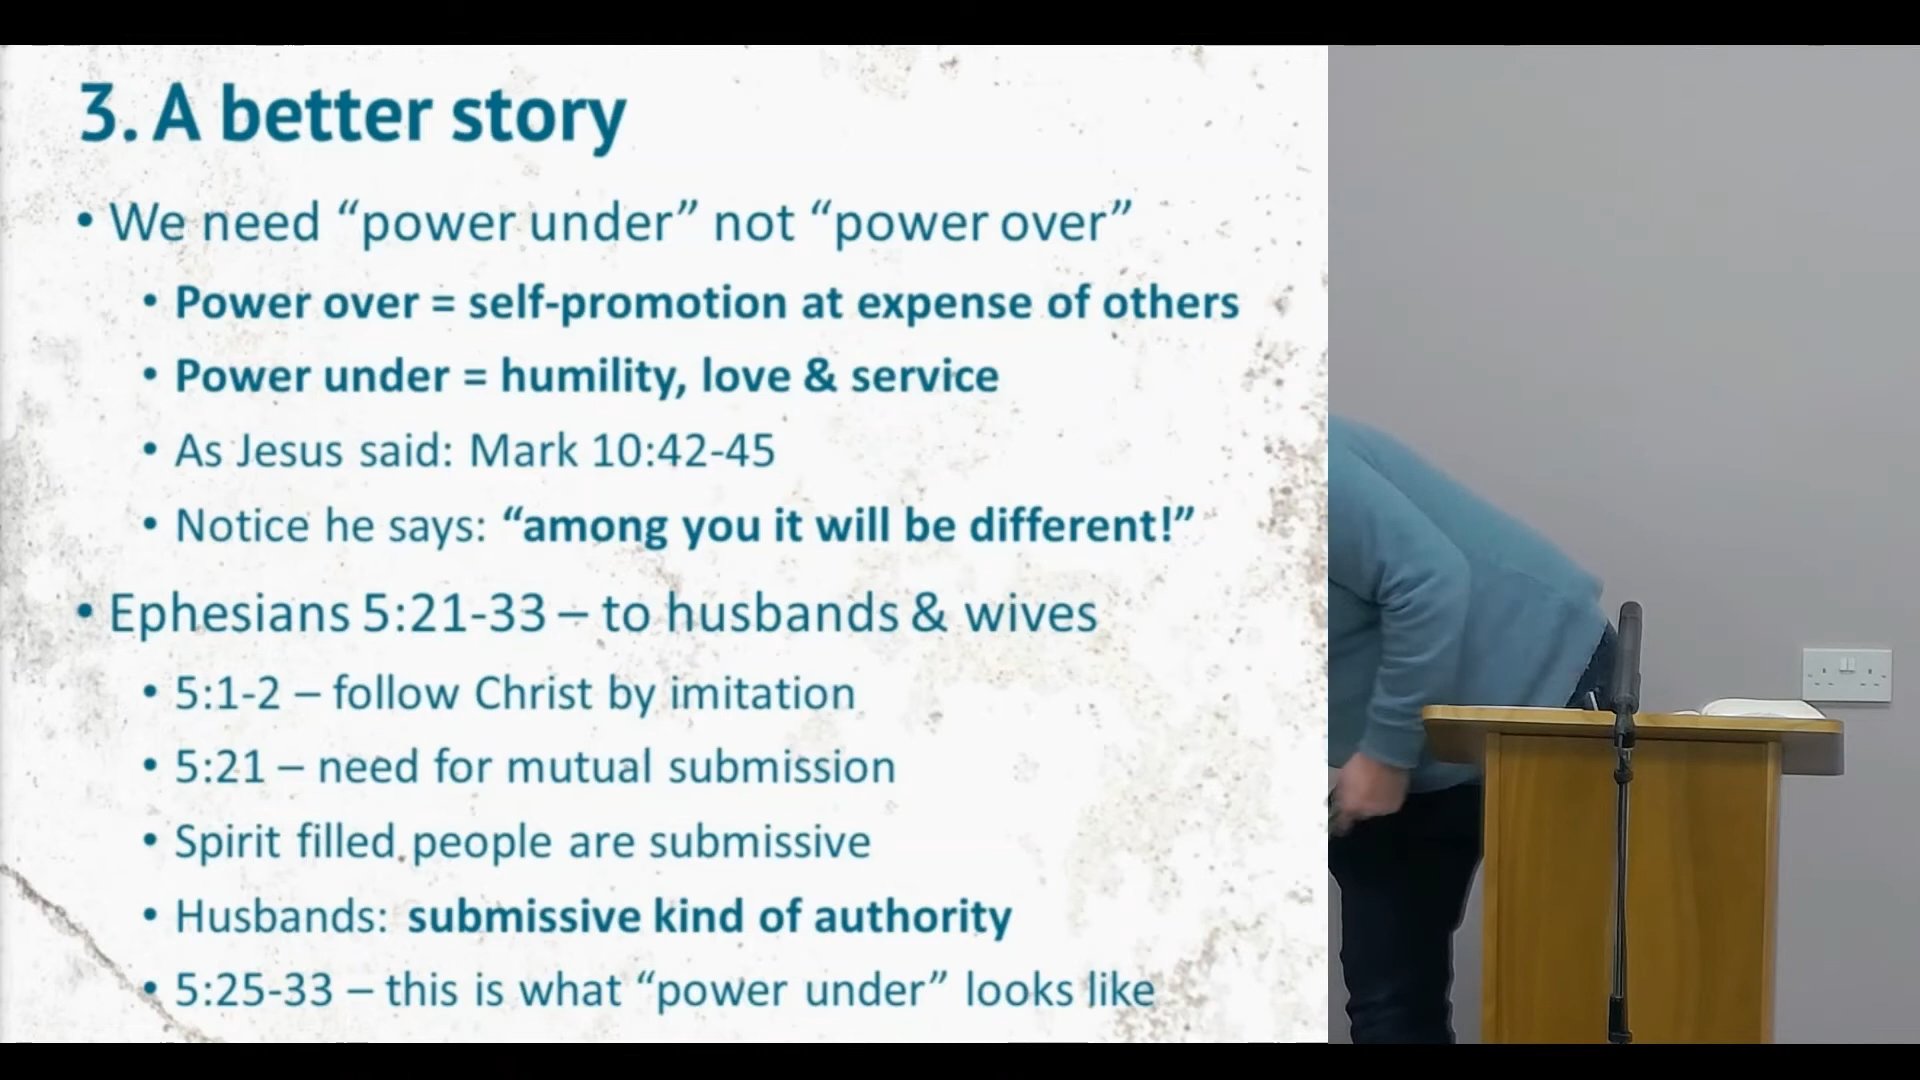 3. A better story
• We need “power under” not “power over”
• Power over = self-promotion at expense of others
• Power under = humility, love & service
• As Jesus said: Mark 10:42-45
• Notice he says: “among you it will be different!”
• Ephesians 5:21-33 – to husbands & wives
• 5:1-2 – follow Christ by imitation
• 5:21 – need for mutual submission
• Spirit filled people are submissive
• Husbands: submissive kind of authority
• 5:25-33 – this is what “power under” looks like